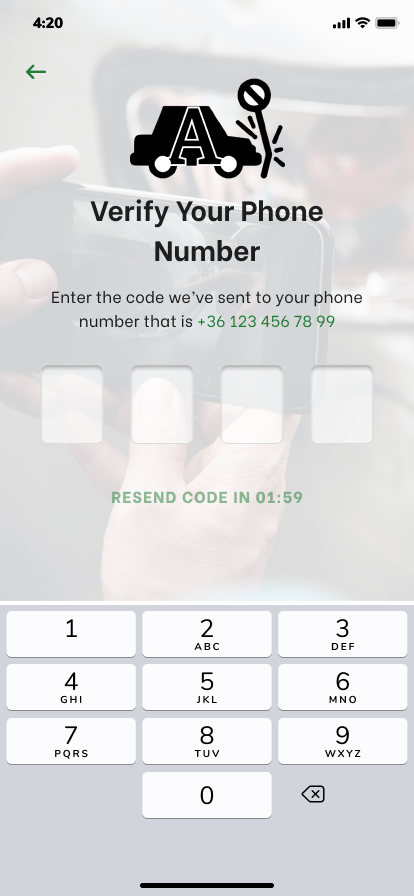 4:20
A
Verify Your Phone
Number
Enter the code we've sent to your phone
number that is +36 123 456 78 99
RESEND CODE IN 01:59
1
2
ABC
3
DEF
4
GHI
5
JKL
6
MNO
7
PQRS
8
TUV
9
WXYZ
0